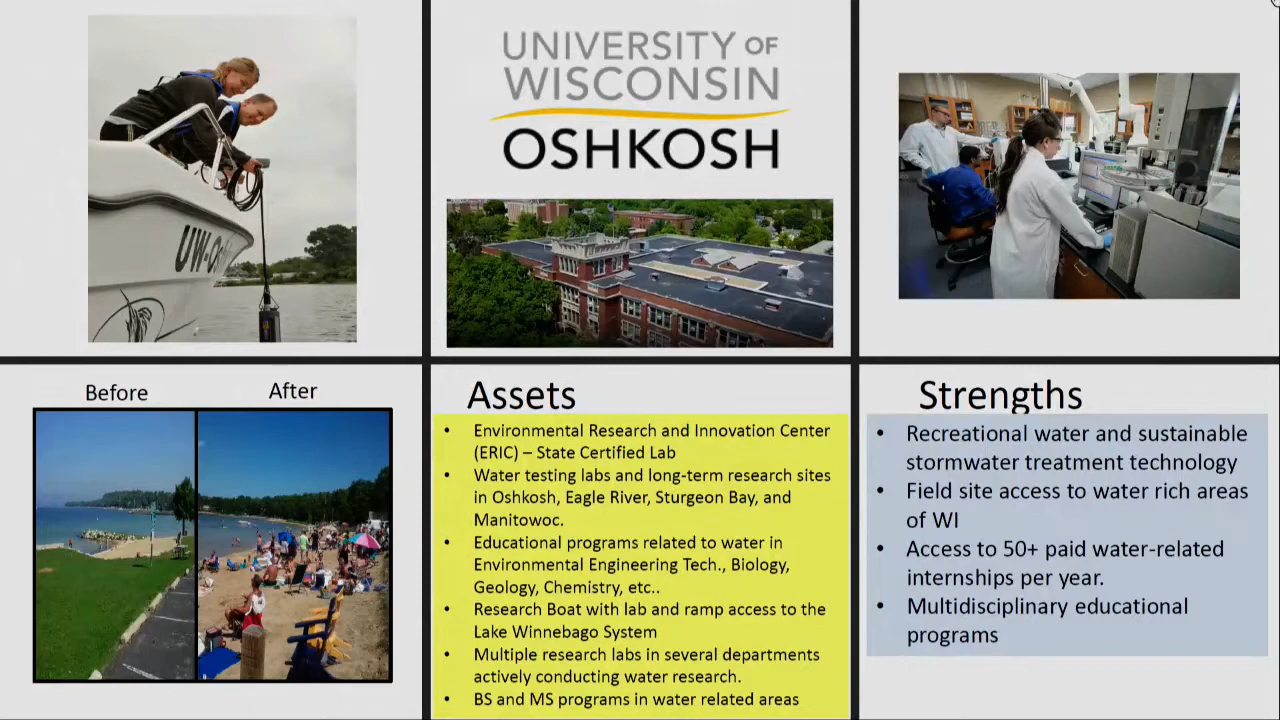 UNIVERSITY OF
WISCONSIN
OSHKOSH
Before
After
Assets
• Environmental Research and Innovation Center
(ERIC) – State Certified Lab
• Water testing labs and long-term research sites
in Oshkosh, Eagle River, Sturgeon Bay, and
Manitowoc.
• Educational programs related to water in
Environmental Engineering Tech., Biology,
Geology, Chemistry, etc..
• Research Boat with lab and ramp access to the
Lake Winnebago System
• Multiple research labs in several departments
actively conducting water research.
• BS and MS programs in water related areas
Strengths
• Recreational water and sustainable
stormwater treatment technology
• Field site access to water rich areas
of WI
• Access to 50+ paid water-related
internships per year.
• Multidisciplinary educational
programs